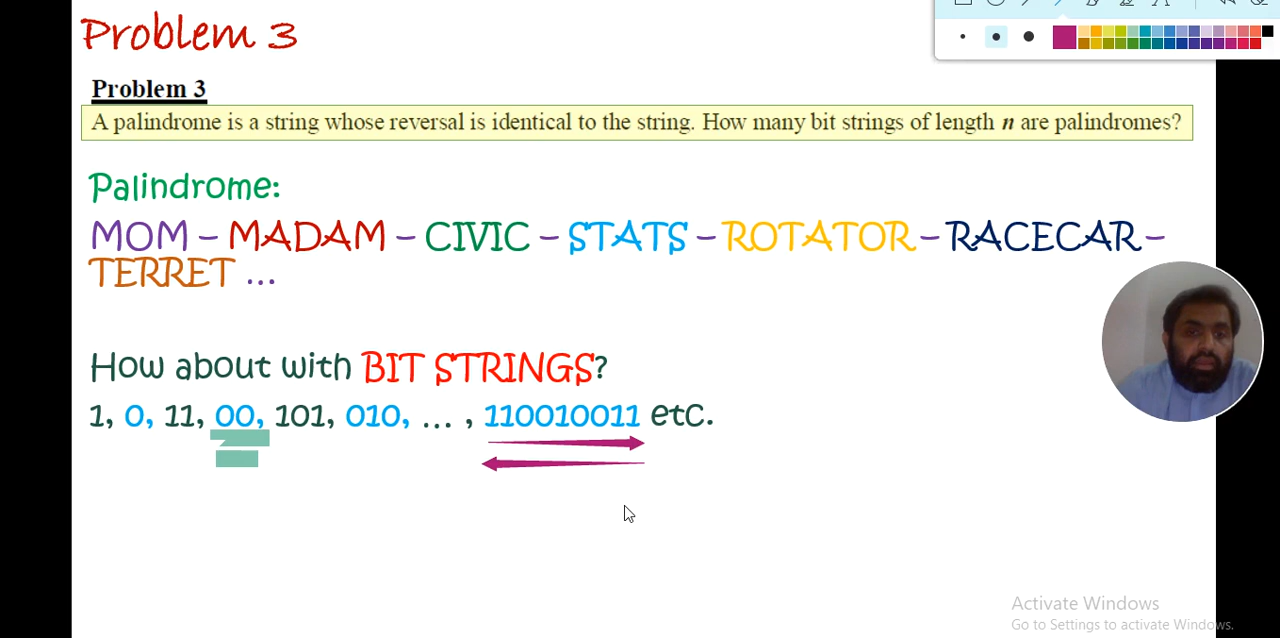 Problem 3
Problem 3
A palindrome is a string whose reversal is identical to the string. How many bit strings of length n are palindromes?
Palindrome:
MOM – MADAM – CIVIC – STATS – ROTATOR – RACECAR –
TERRET ...
How about with BIT STRINGS?
1, 0, 11, 00, 101, 010, ... , 110010011 etc.
Activate Windows
Go to Settings to activate Windows.